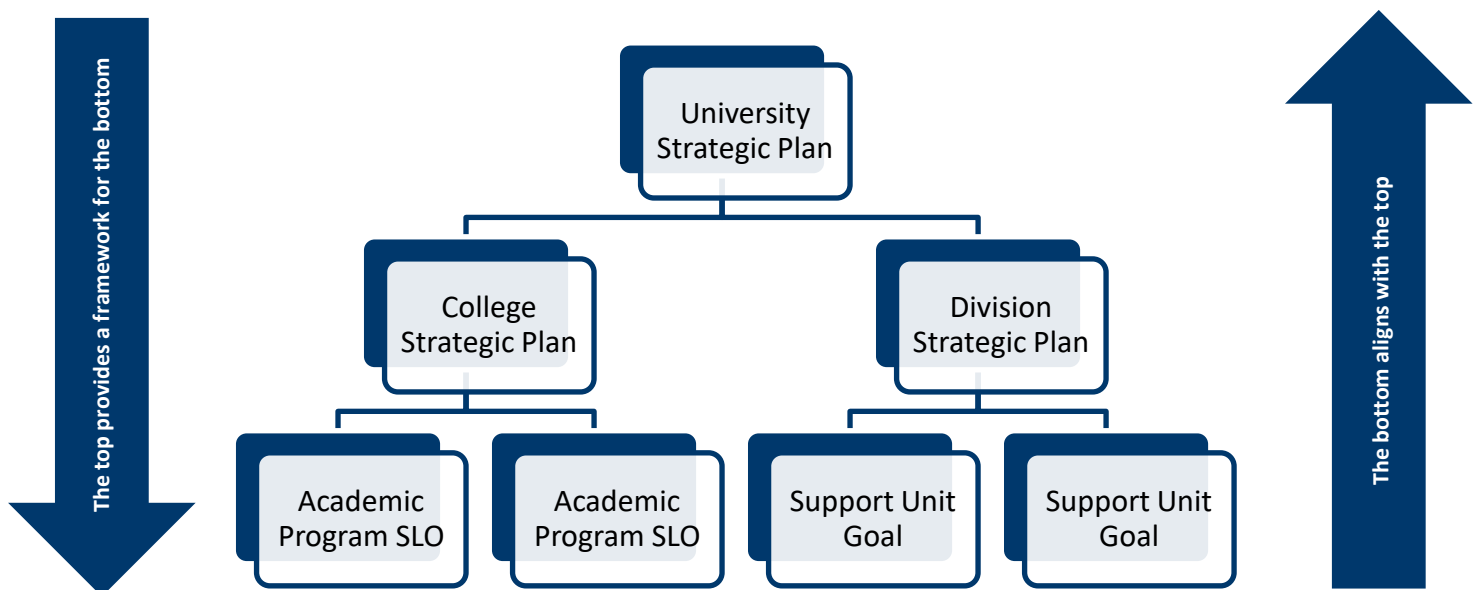 The top provides a framework for the bottom
University
Strategic Plan
College
Strategic Plan
Division
Strategic Plan
Academic
Program SLO
Academic
Program SLO
Support Unit
Goal
Support Unit
Goal
The bottom aligns with the top